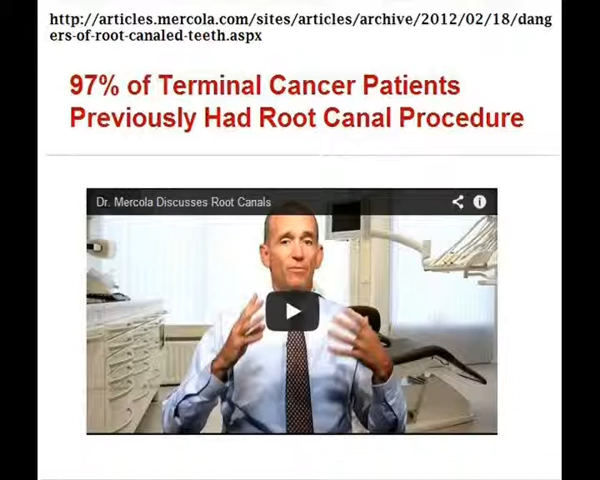 http://articles.mercola.com/sites/articles/archive/2012/02/18/dang
ers-of-root-canaled-teeth.aspx
97% of Terminal Cancer Patients
Previously Had Root Canal Procedure
Dr. Mercola Discusses Root Canals